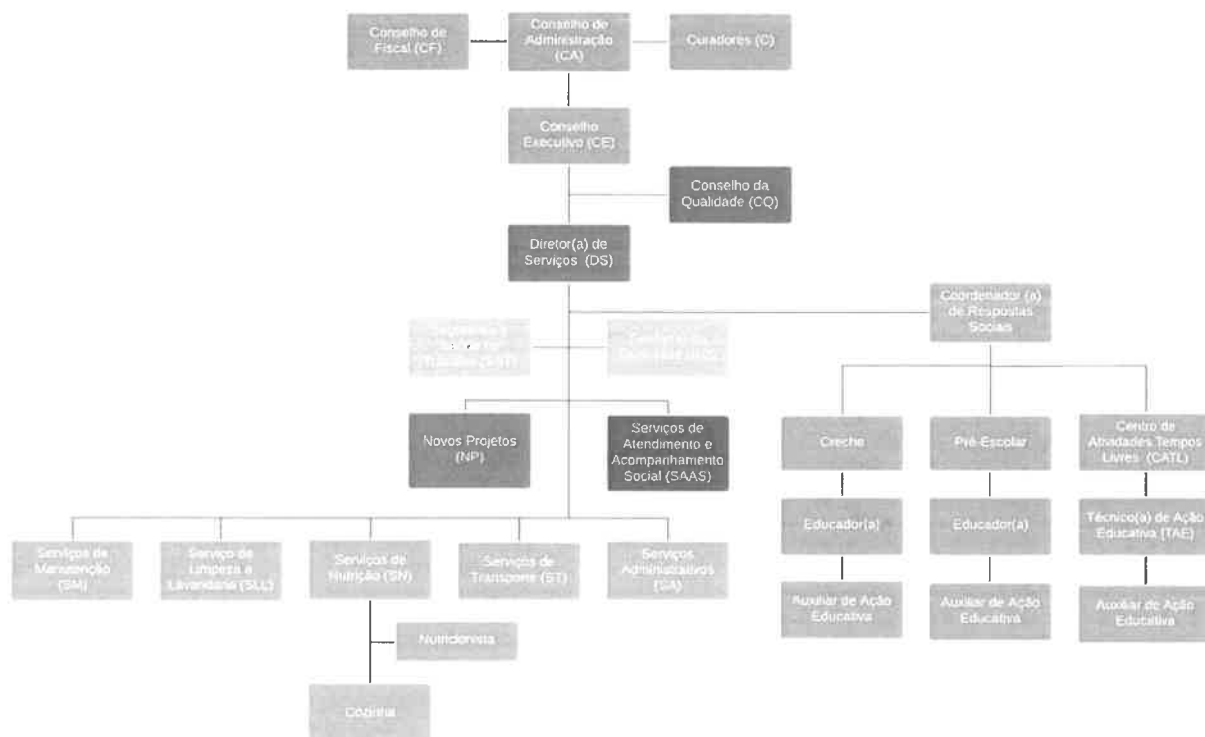 Conselho de
Fiscal (CF)
Conselho de
Administração
(CA)
Curadores (C)
Conselho
Executivo (CE)
Conselho da
Qualidade (CQ)
Diretor(a) de
Serviços (DS)
Coordenador (a)
de Respostas
Sociais
Novos Projetos
(NP)
Serviços de
Atendimento e
Acompanhamento
Social (SAAS)
Creche
Pré-Escolar
Centro de
Atividades Tempos
Livres (CATL)
Educador(a)
Educador(a)
Técnico(a) de Ação
Educativa (TAE)
Serviços de
Manutenção
(SM)
Serviço de
Limpeza e
Lavandaria (SLL)
Serviços de
Nutrição (SN)
Serviços de
Transporte (ST)
Serviços
Administrativos
(SA)
Auxiliar de Ação
Educativa
Auxiliar de Ação
Educativa
Auxiliar de Ação
Educativa
Nutricionista
Cozinha